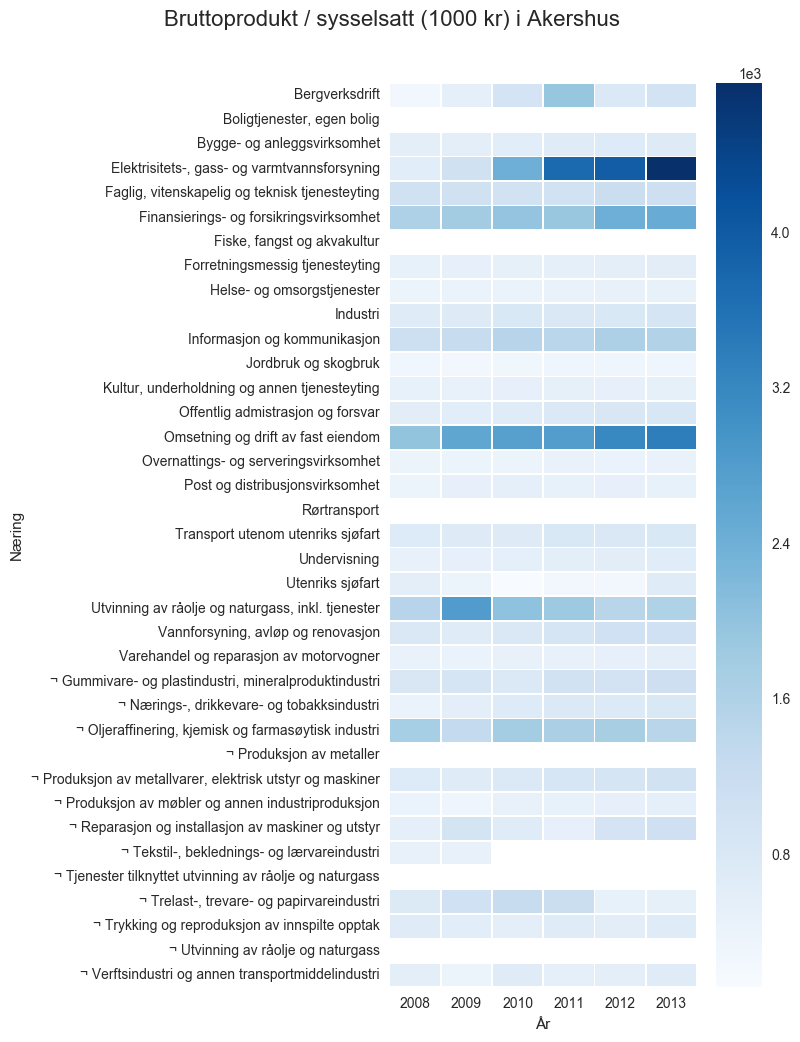 Bruttoprodukt / sysselsatt (1000 kr) i Akershus
1e3
Bergverksdrift
Boligtjenester, egen bolig
Bygge- og anleggsvirksomhet
Elektrisitets-, gass- og varmtvannsforsyning
Faglig, vitenskapelig og teknisk tjenesteyting
Finansierings- og forsikringsvirksomhet
Fiske, fangst og akvakultur
Forretningsmessig tjenesteyting
Helse- og omsorgstjenester
Industri
Informasjon og kommunikasjon
Jordbruk og skogbruk
Kultur, underholdning og annen tjenesteyting
Offentlig admistrasjon og forsvar
Omsetning og drift av fast eiendom
Overnattings- og serveringsvirksomhet
Post og distribusjonsvirksomhet
Rørtransport
Transport utenom utenriks sjøfart
Undervisning
Utenriks sjøfart
Utvinning av råolje og naturgass, inkl. tjenester
Vannforsyning, avløp og renovasjon
Varehandel og reparasjon av motorvogner
¬ Gummivare- og plastindustri, mineralproduktindustri
¬ Nærings-, drikkevare- og tobakksindustri
¬ Oljeraffinering, kjemisk og farmasøytisk industri
¬ Produksjon av metaller
¬ Produksjon av metallvarer, elektrisk utstyr og maskiner
¬ Produksjon av møbler og annen industriproduksjon
¬ Reparasjon og installasjon av maskiner og utstyr
¬ Tekstil-, beklednings- og lærvareindustri
¬ Tjenester tilknyttet utvinning av råolje og naturgass
¬ Trelast-, trevare- og papirvareindustri
¬ Trykking og reproduksjon av innspilte opptak
¬ Utvinning av råolje og naturgass
¬ Verftsindustri og annen transportmiddelindustri
Næring
2008 2009 2010 2011 2012 2013
År
4.0
3.2
2.4
1.6
0.8